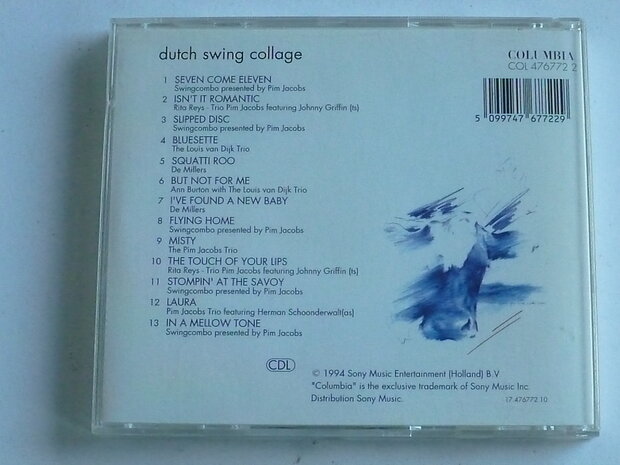 dutch swing collage
COLUMBIA
COL 476772 2
5 099747 677229
1 SEVEN COME ELEVEN
Swingcombo presented by Pim Jacobs
2 ISN'T IT ROMANTIC
Rita Reys - Trio Pim Jacobs featuring Johnny Griffin (ts)
3 SLIPPED DISC
Swingcombo presented by Pim Jacobs
4 BLUESETTE
The Louis van Dijk Trio
5 SQUATTI ROO
De Millers
6 BUT NOT FOR ME
Ann Burton with The Louis van Dijk Trio
7 I'VE FOUND A NEW BABY
De Millers
8 FLYING HOME
Swingcombo presented by Pim Jacobs
9 MISTY
The Pim Jacobs Trio
10 THE TOUCH OF YOUR LIPS
Rita Reys - Trio Pim Jacobs featuring Johnny Griffin (ts)
11 STOMPIN' AT THE SAVOY
Swingcombo presented by Pim Jacobs
12 LAURA
Pim Jacobs Trio featuring Herman Schoonderwalt(as)
13 IN A MELLOW TONE
Swingcombo presented by Pim Jacobs
CDL
© 1994 Sony Music Entertainment (Holland) B.V
"Columbia" is the exclusive trademark of Sony Music Inc.
Distribution Sony Music.
17.476772.10